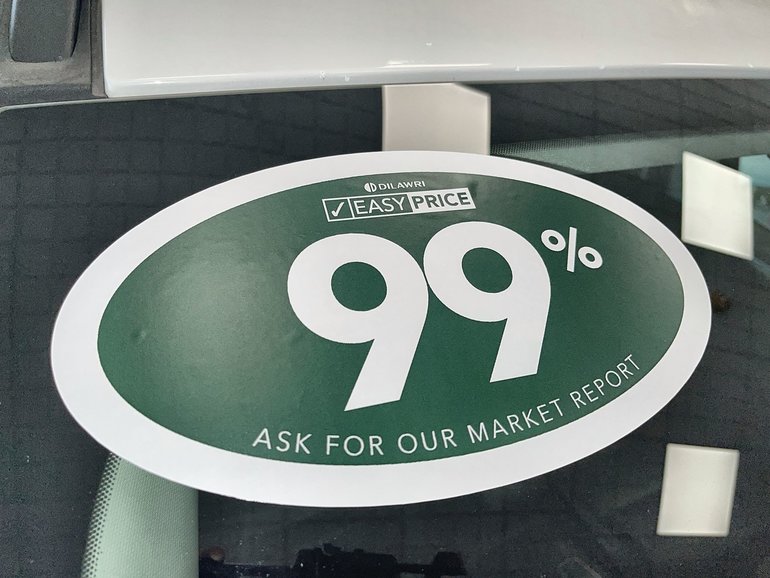 DILAWRI
✓ EASY PRICE
99%
ASK FOR OUR MARKET REPORT